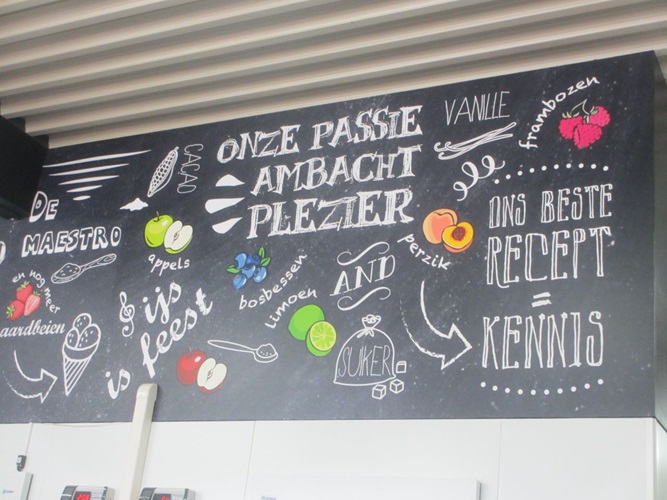 DE
MAESTRO
en nog meer
aardbeien
CACAO
appels
ijs
is feest
ONZE PASSIE
AMBACHT
PLEZIER
bosbessen
Limoen
AND
SUIKER
VANILLE
frambozen
perzik
ONS BESTE
RECEPT
=
KENNIS